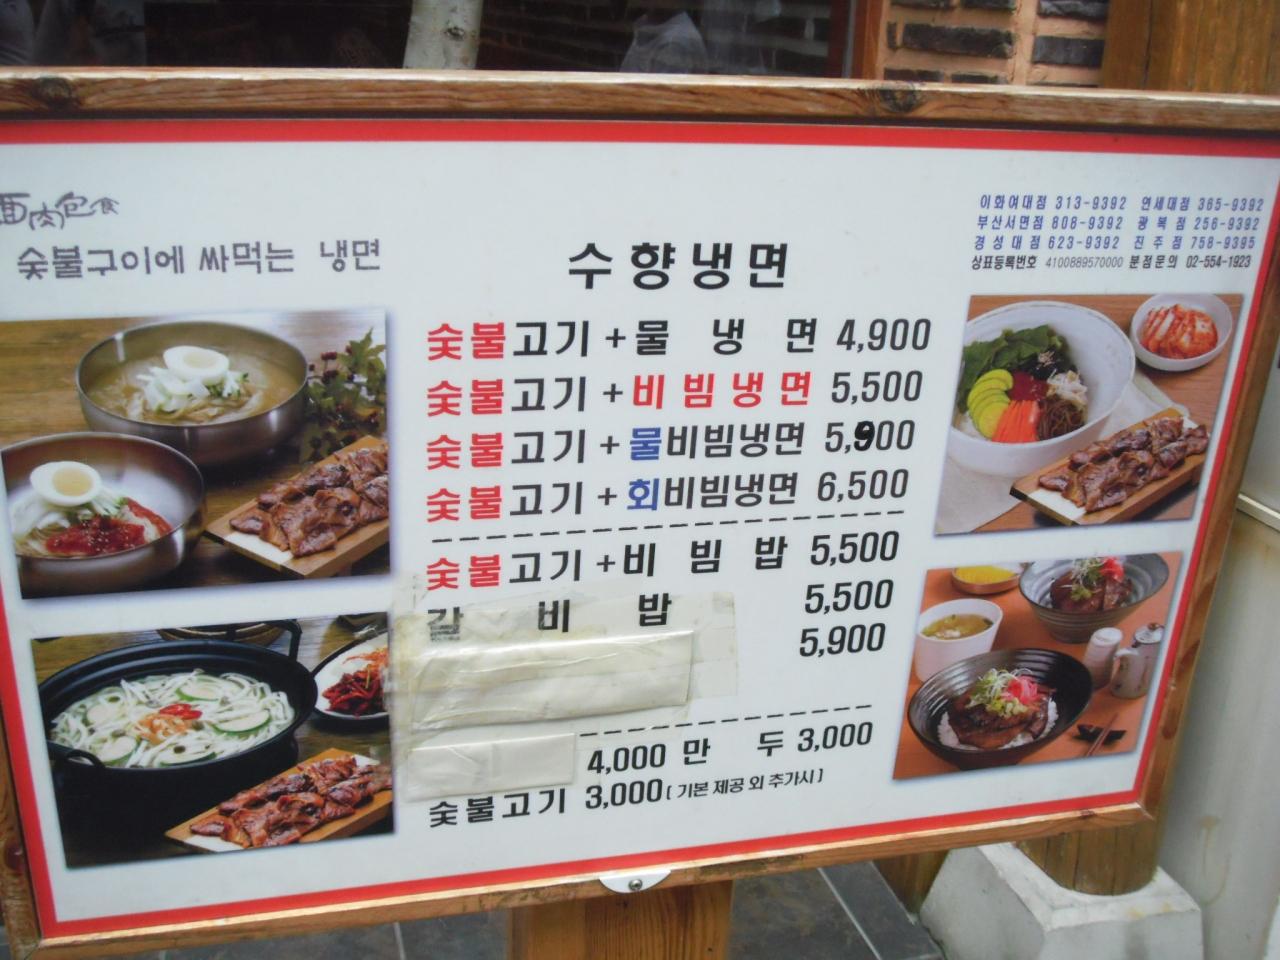 面肉包食
숯불구이에 싸먹는 냉면
이화여대점 313-9392 연세대점 365-9392
부산서면점 808-9392 광복점 256-9392
경성대점 623-9392 진주점 758-9395
상표등록번호 4100889570000 분점문의 02-554-1923
수향냉면
숯불고기+물 냉 면 4,900
숯불고기+비빔냉면 5,500
숯불고기+물비빔냉면 5,900
숯불고기+회비빔냉면 6,500
숯불고기+비 빔 밥 5,500
갈 비 밥 5,500
5,900
4,000 만 두 3,000
숯불고기 3,000 [기본 제공 외 추가시]